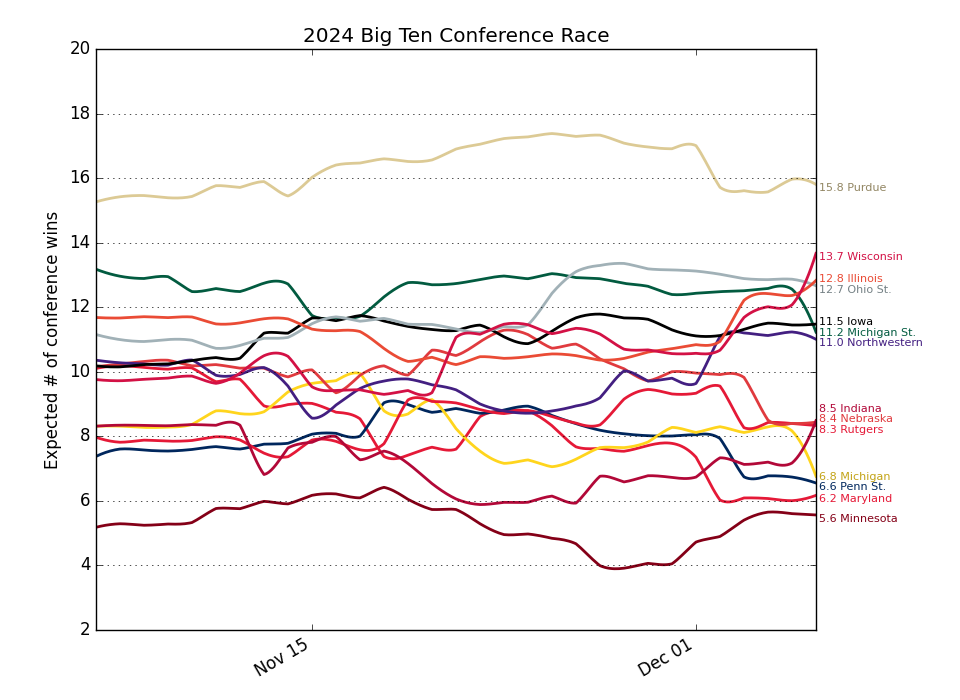 2024 Big Ten Conference Race
Expected # of conference wins
20
18
16
14
12
10
8
6
4
2
Nov 15
Dec 01
15.8 Purdue
13.7 Wisconsin
12.8 Illinois
12.7 Ohio St.
11.5 Iowa
11.2 Michigan St.
11.0 Northwestern
8.5 Indiana
8.4 Nebraska
8.3 Rutgers
6.8 Michigan
6.6 Penn St.
6.2 Maryland
5.6 Minnesota